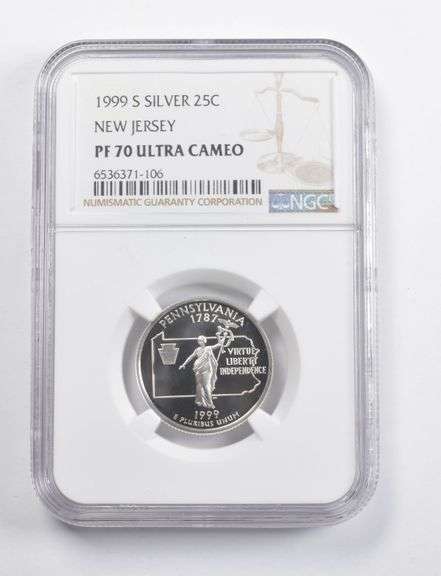 1999 S SILVER 25C
NEW JERSEY
PF 70 ULTRA CAMEO
6536371-106
NUMISMATIC GUARANTY CORPORATION
NGC
PENNSYLVANIA
1787
VIRTUE
LIBERTY
INDEPENDENCE
1999
E PLURIBUS UNUM